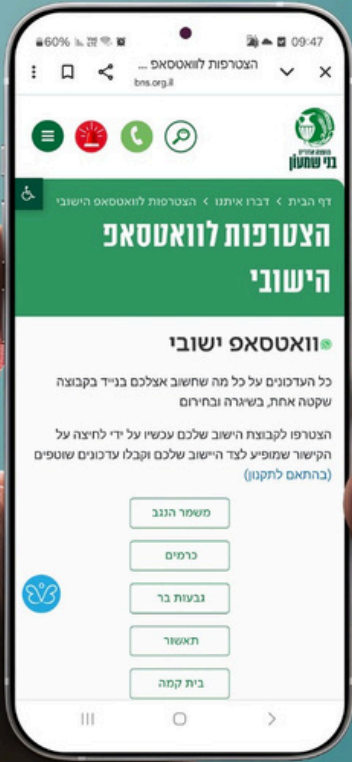 60%
09:47
הצטרפות לוואטסאפ ...
bns.org.il
בני שמעון
דף הבית > דברו איתנו > הצטרפות לוואטסאפ הישובי
הצטרפות לוואטסאפ
הישובי
וואטסאפ ישובי
כל העדכונים על כל מה שחשוב אצלכם בנייד בקבוצה
שקטה אחת, בשיגרה ובחירום
הצטרפו לקבוצת הישוב שלכם עכשיו על ידי לחיצה על
הקישור שמופיע לצד היישוב שלכם וקבלו עדכונים שוטפים
(בהתאם לתקנון)
משמר הנגב
כרמים
גבעות בר
תאשור
בית קמה